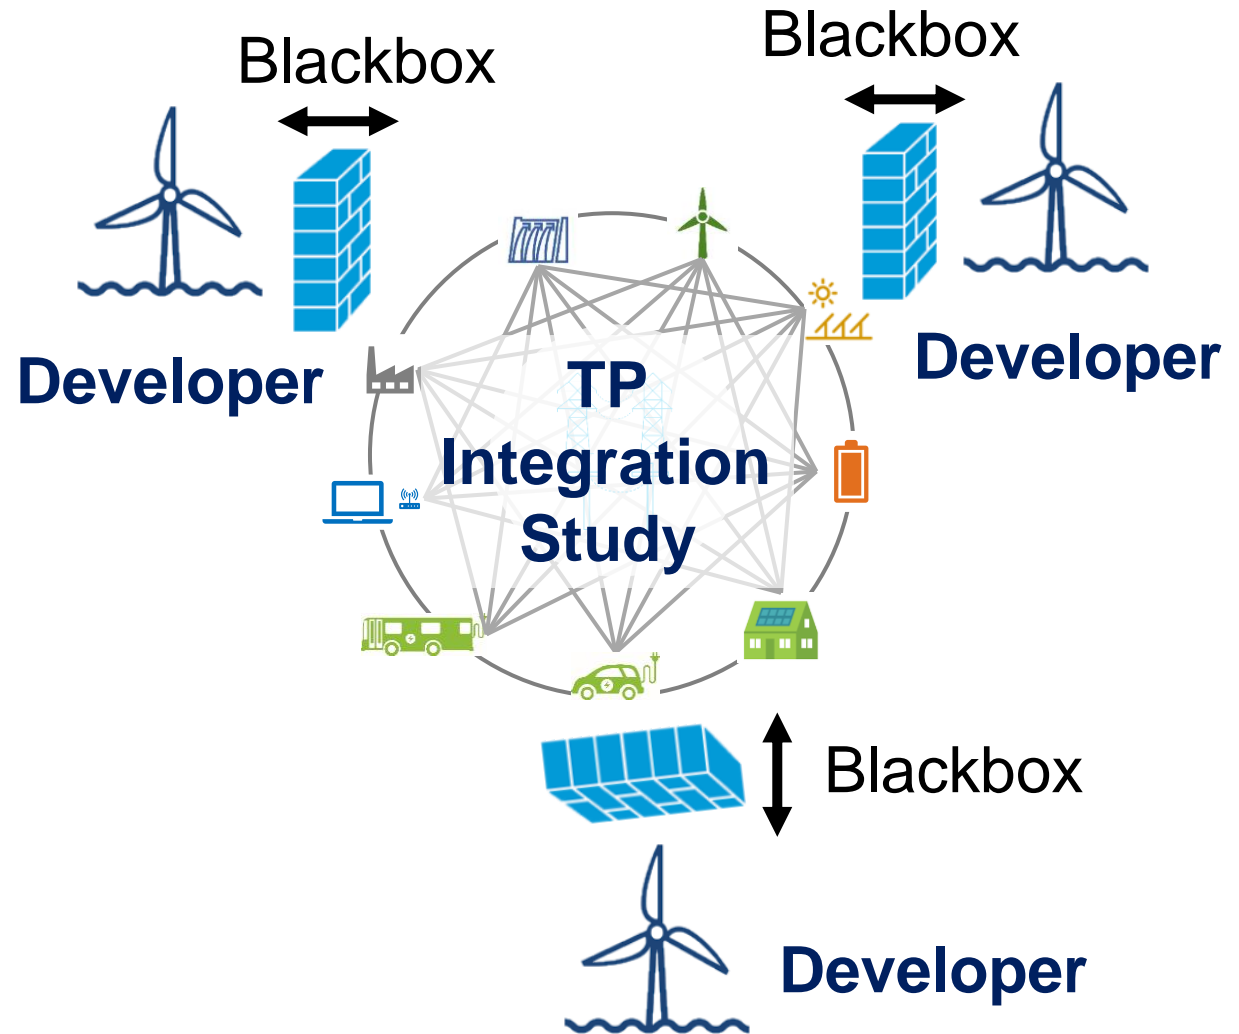 Blackbox
Blackbox
Developer
Developer
TP
Integration
Study
Blackbox
Developer